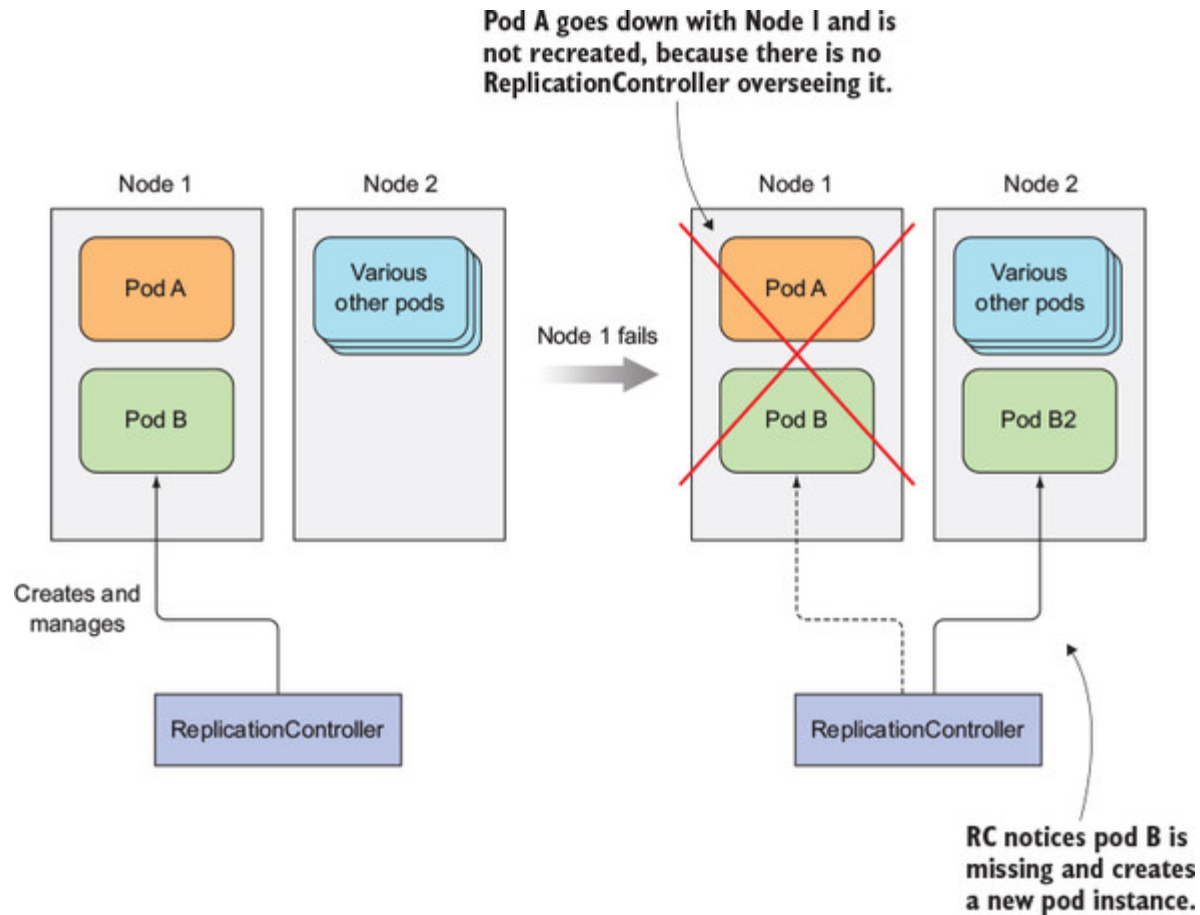 Pod A goes down with Node 1 and is
not recreated, because there is no
ReplicationController overseeing it.
Node 1
Node 2
Node 1
Node 2
Pod A
Various
other pods
Pod A
Various
other pods
Node 1 fails
Pod B
Pod B
Pod B2
Creates and
manages
ReplicationController
ReplicationController
RC notices pod B is
missing and creates
a new pod instance.